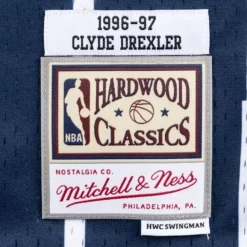 1996-97
CLYDE DREXLER
HARDWOOD
NBA
CLASSICS
NOSTALGIA CO.
Mitchell & Ness
PHILADELPHIA, PA.
HWC SWINGMAN